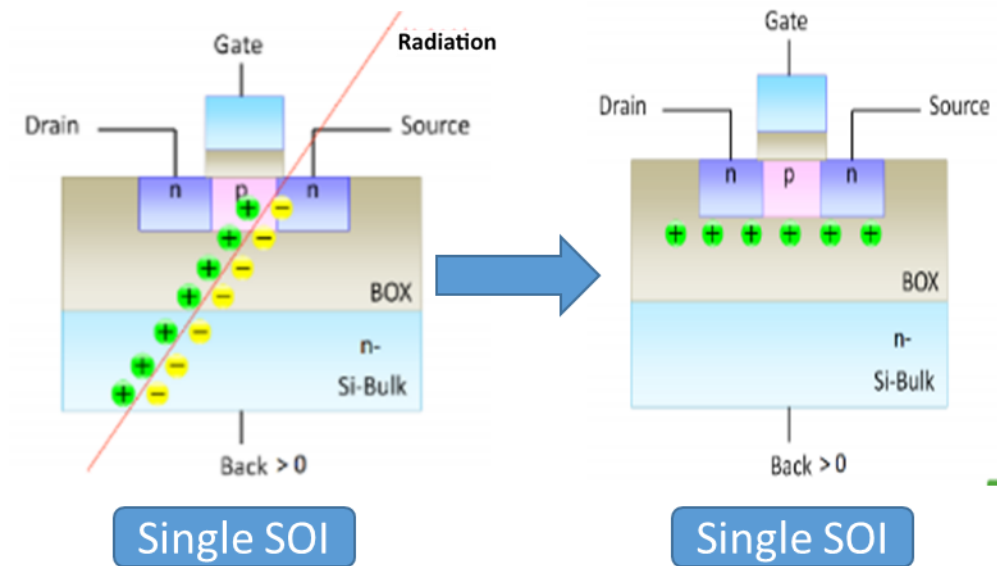 Radiation
Gate
Drain
Source
n
p
n
+ −
+ −
+ −
+ −
+ −
+ −
+ −
BOX
n-
Si-Bulk
Back > 0
Single SOI
Gate
Drain
Source
n
p
n
+ + + + + +
BOX
n-
Si-Bulk
Back > 0
Single SOI